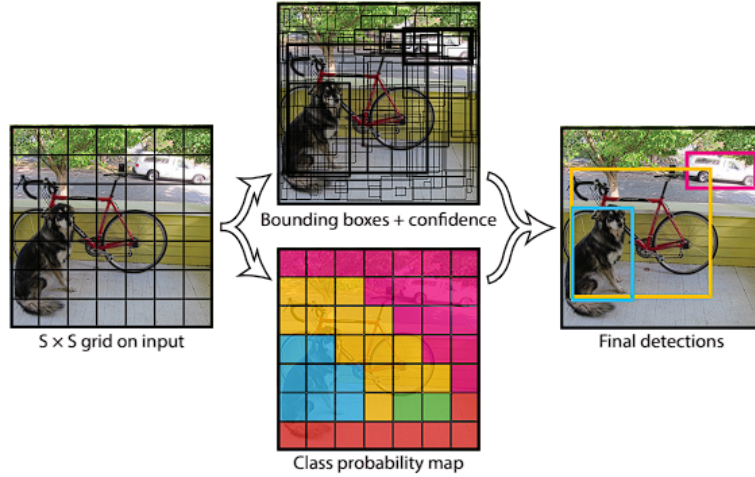 Bounding boxes + confidence
S × S grid on input
Final detections
Class probability map